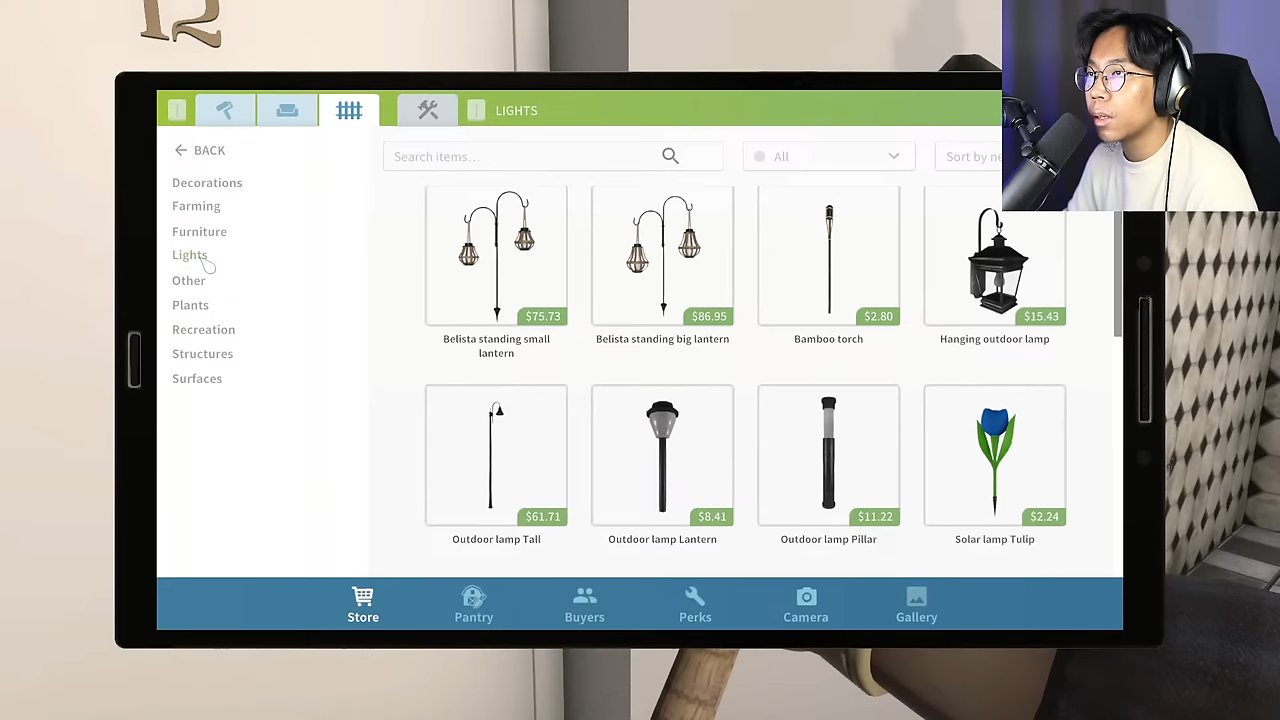 12
LIGHTS
BACK
Search items...
All
Sort by ne
Decorations
Farming
Furniture
Lights
Other
Plants
Recreation
Structures
Surfaces
$75.73
$86.95
$2.80
$15.43
Belista standing small
lantern
Belista standing big lantern
Bamboo torch
Hanging outdoor lamp
$61.71
$8.41
$11.22
$2.24
Outdoor lamp Tall
Outdoor lamp Lantern
Outdoor lamp Pillar
Solar lamp Tulip
Store
Pantry
Buyers
Perks
Camera
Gallery